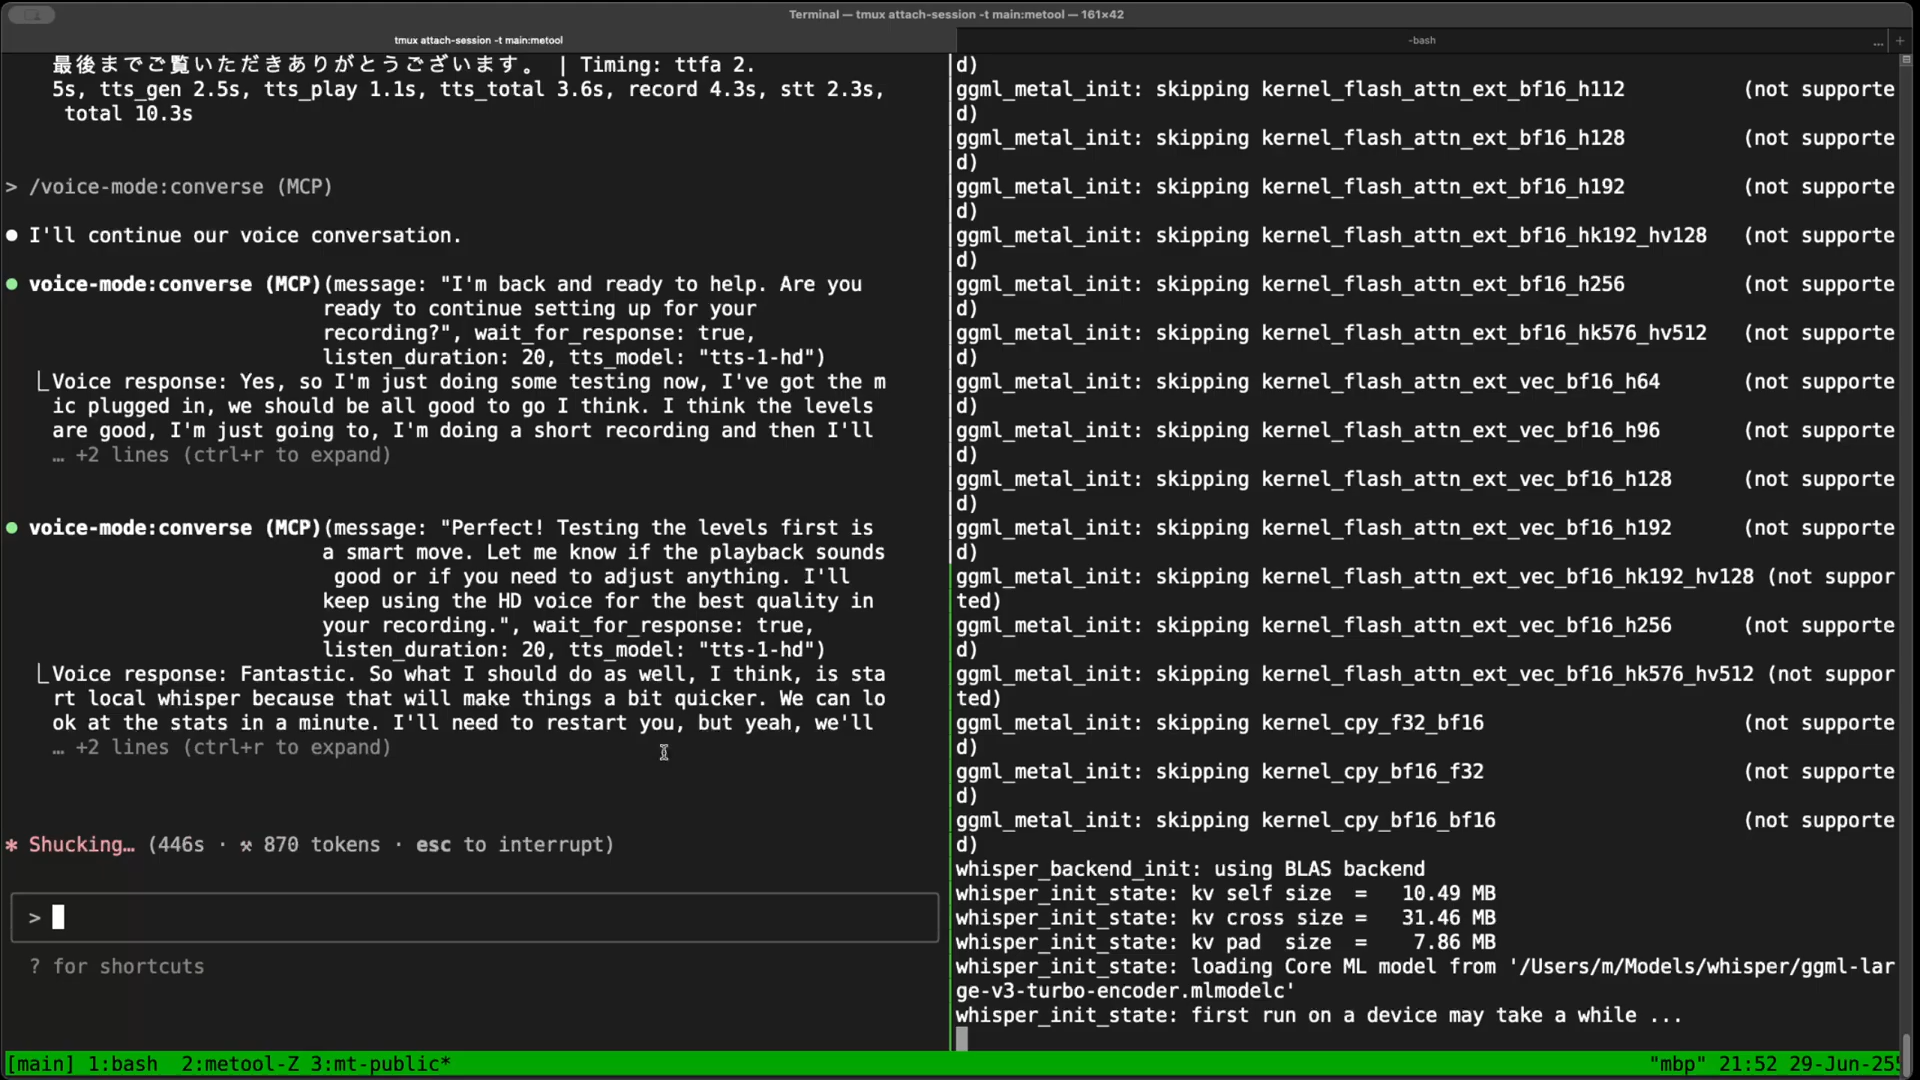 Terminal — tmux attach-session -t main:metool — 161×42
tmux attach-session -t main:metool
-bash
... +
最後までご覧いただきありがとうございます。 | Timing: ttfa 2.
5s, tts_gen 2.5s, tts_play 1.1s, tts_total 3.6s, record 4.3s, stt 2.3s,
total 10.3s
> /voice-mode:converse (MCP)
● I'll continue our voice conversation.
● voice-mode:converse (MCP)(message: "I'm back and ready to help. Are you
ready to continue setting up for your
recording?", wait_for_response: true,
listen_duration: 20, tts_model: "tts-1-hd")
⎿Voice response: Yes, so I'm just doing some testing now, I've got the m
ic plugged in, we should be all good to go I think. I think the levels
are good, I'm just going to, I'm doing a short recording and then I'll
… +2 lines (ctrl+r to expand)
● voice-mode:converse (MCP)(message: "Perfect! Testing the levels first is
a smart move. Let me know if the playback sounds
good or if you need to adjust anything. I'll
keep using the HD voice for the best quality in
your recording.", wait_for_response: true,
listen_duration: 20, tts_model: "tts-1-hd")
⎿Voice response: Fantastic. So what I should do as well, I think, is sta
rt local whisper because that will make things a bit quicker. We can lo
ok at the stats in a minute. I'll need to restart you, but yeah, we'll
… +2 lines (ctrl+r to expand)
* Shucking… (446s · ⚒ 870 tokens · esc to interrupt)
>
? for shortcuts
d)
ggml_metal_init: skipping kernel_flash_attn_ext_bf16_h112 (not supporte
d)
ggml_metal_init: skipping kernel_flash_attn_ext_bf16_h128 (not supporte
d)
ggml_metal_init: skipping kernel_flash_attn_ext_bf16_h192 (not supporte
d)
ggml_metal_init: skipping kernel_flash_attn_ext_bf16_hk192_hv128 (not supporte
d)
ggml_metal_init: skipping kernel_flash_attn_ext_bf16_h256 (not supporte
d)
ggml_metal_init: skipping kernel_flash_attn_ext_bf16_hk576_hv512 (not supporte
d)
ggml_metal_init: skipping kernel_flash_attn_ext_vec_bf16_h64 (not supporte
d)
ggml_metal_init: skipping kernel_flash_attn_ext_vec_bf16_h96 (not supporte
d)
ggml_metal_init: skipping kernel_flash_attn_ext_vec_bf16_h128 (not supporte
d)
ggml_metal_init: skipping kernel_flash_attn_ext_vec_bf16_h192 (not supporte
d)
ggml_metal_init: skipping kernel_flash_attn_ext_vec_bf16_hk192_hv128 (not suppor
ted)
ggml_metal_init: skipping kernel_flash_attn_ext_vec_bf16_h256 (not supporte
d)
ggml_metal_init: skipping kernel_flash_attn_ext_vec_bf16_hk576_hv512 (not suppor
ted)
ggml_metal_init: skipping kernel_cpy_f32_bf16 (not supporte
d)
ggml_metal_init: skipping kernel_cpy_bf16_f32 (not supporte
d)
ggml_metal_init: skipping kernel_cpy_bf16_bf16 (not supporte
d)
whisper_backend_init: using BLAS backend
whisper_init_state: kv self size = 10.49 MB
whisper_init_state: kv cross size = 31.46 MB
whisper_init_state: kv pad size = 7.86 MB
whisper_init_state: loading Core ML model from '/Users/m/Models/whisper/ggml-lar
ge-v3-turbo-encoder.mlmodelc'
whisper_init_state: first run on a device may take a while ...
[main] 1:bash 2:metool-Z 3:mt-public* "mbp" 21:52 29-Jun-255